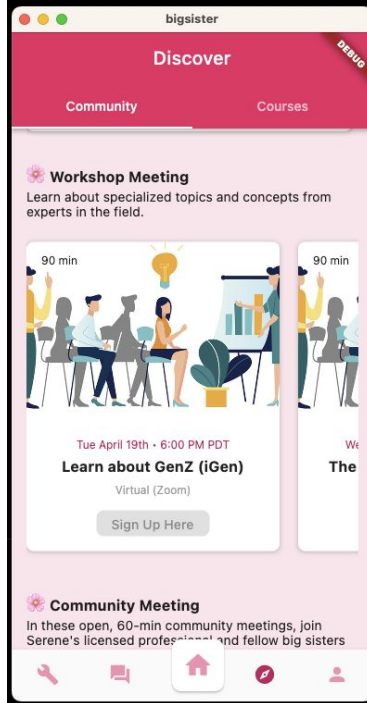 bigsister
DEBUG
Discover
Community
Courses
Workshop Meeting
Learn about specialized topics and concepts from
experts in the field.
90 min
90 min
Tue April 19th • 6:00 PM PDT
We
Learn about GenZ (iGen)
The
Virtual (Zoom)
Sign Up Here
Community Meeting
In these open, 60-min community meetings, join
Serene's licensed professional and fellow big sisters